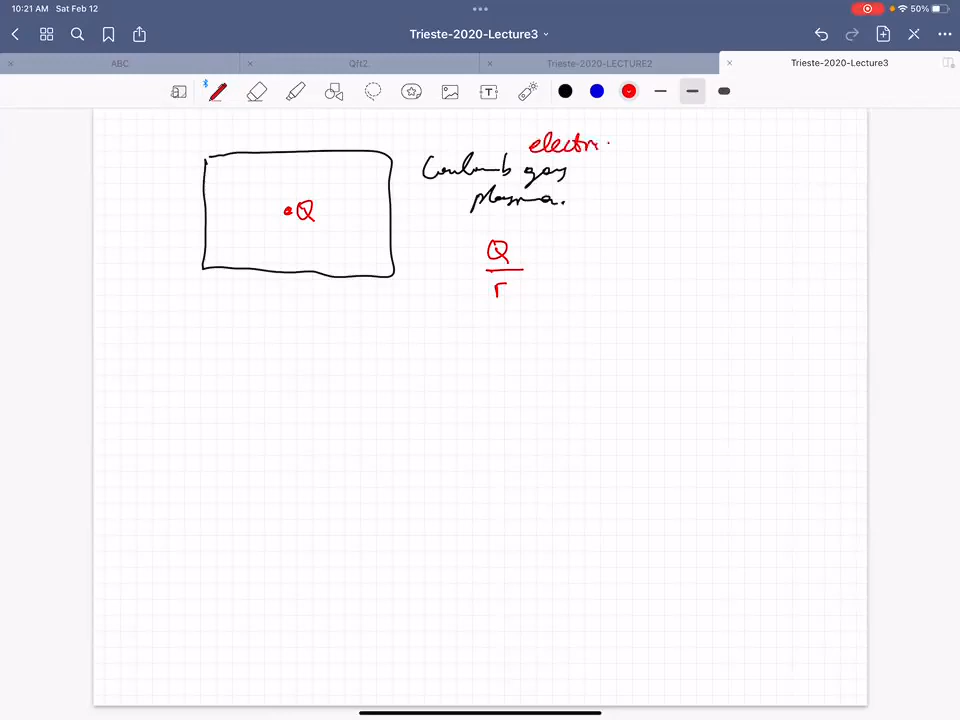 10:21 AM Sat Feb 12
50%
Trieste-2020-Lecture3
ABC
Qft2
Trieste-2020-LECTURE2
Trieste-2020-Lecture3
T
electri
Coulomb gas
plasma.
Q
Q
r